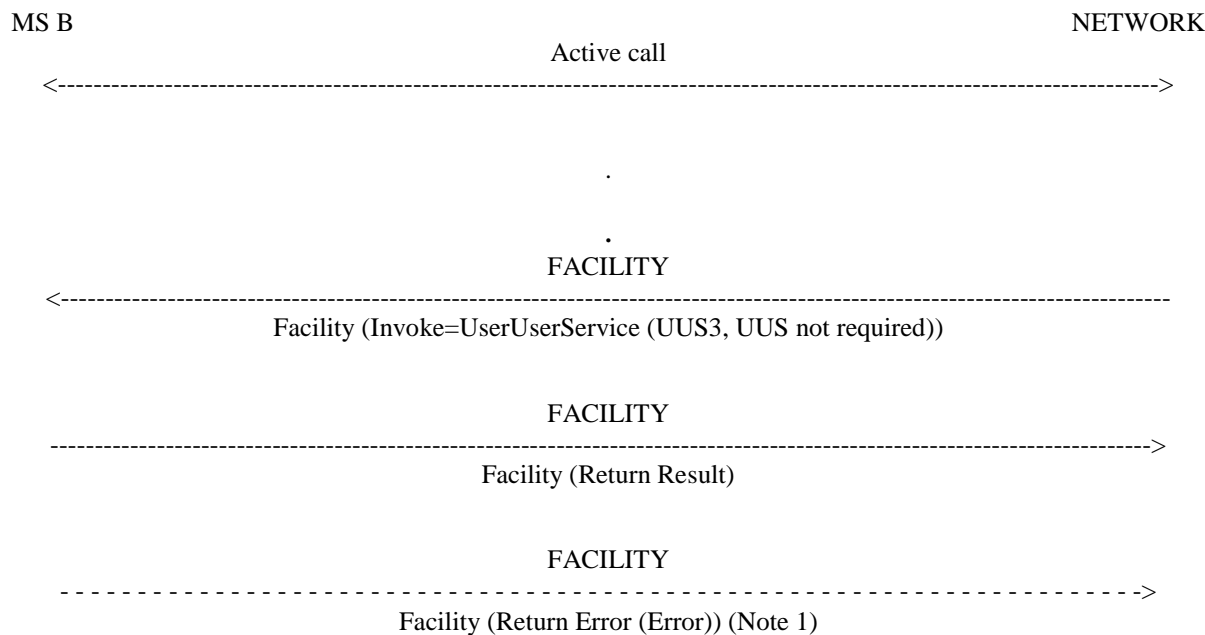 MS B NETWORK
Active call
<----------------------------------------------------------------------------------------------------------------------------->
.
.
FACILITY
<------------------------------------------------------------------------------------------------------------------------------
Facility (Invoke=UserUserService (UUS3, UUS not required))
FACILITY
----------------------------------------------------------------------------------------------------------------------------->
Facility (Return Result)
FACILITY
- - - - - - - - - - - - - - - - - - - - - - - - - - - - - - - - - - - - - - - - - - - - - - - - - - - - - - - - - - - - - - - - - - - - - ->
Facility (Return Error (Error)) (Note 1)